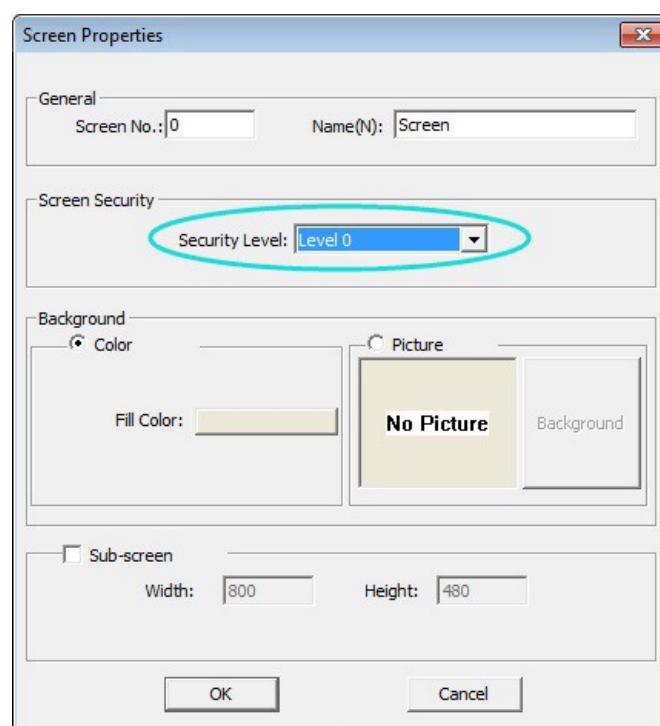 Screen Properties
General
Screen No.: 0 Name(N): Screen
Screen Security
Security Level: Level 0
Background
Color Picture
Fill Color: No Picture Background
Sub-screen
Width: 800 Height: 480
OK Cancel